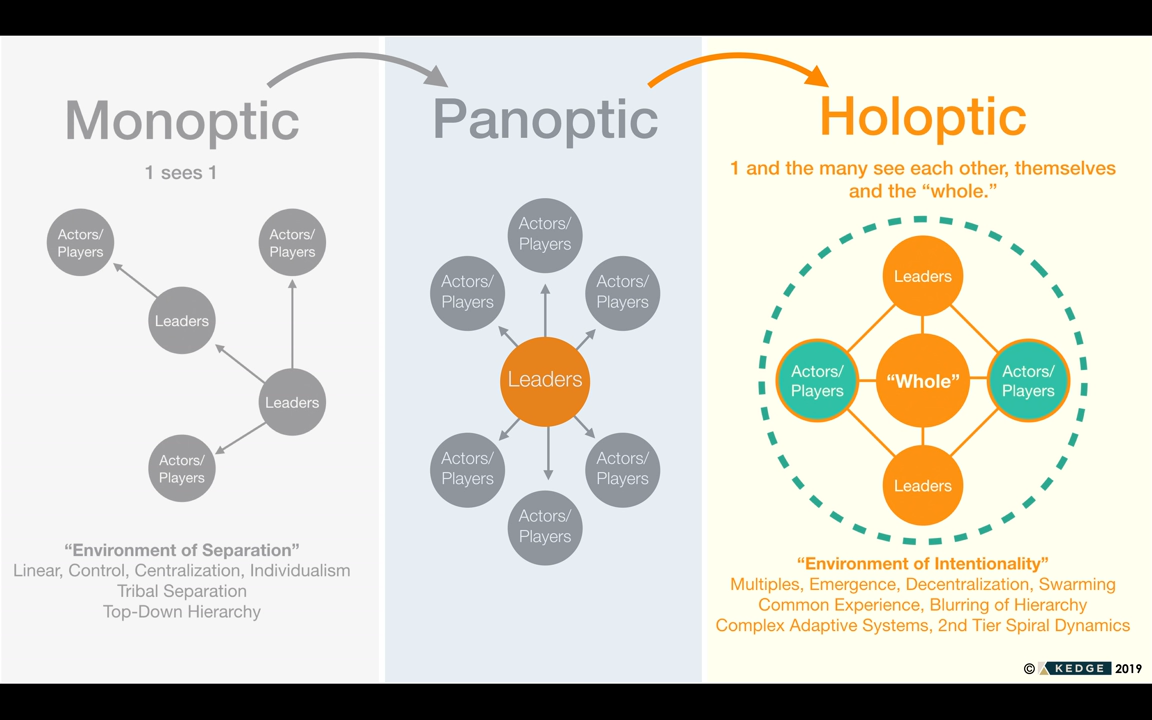 Monoptic
1 sees 1
Actors/
Players
Actors/
Players
Leaders
Leaders
Actors/
Players
“Environment of Separation”
Linear, Control, Centralization, Individualism
Tribal Separation
Top-Down Hierarchy
Panoptic
Actors/
Players
Actors/
Players
Actors/
Players
Leaders
Actors/
Players
Actors/
Players
Actors/
Players
Holoptic
1 and the many see each other, themselves
and the “whole.”
Leaders
Actors/
Players
“Whole”
Actors/
Players
Leaders
“Environment of Intentionality”
Multiples, Emergence, Decentralization, Swarming
Common Experience, Blurring of Hierarchy
Complex Adaptive Systems, 2nd Tier Spiral Dynamics
© KEDGE 2019